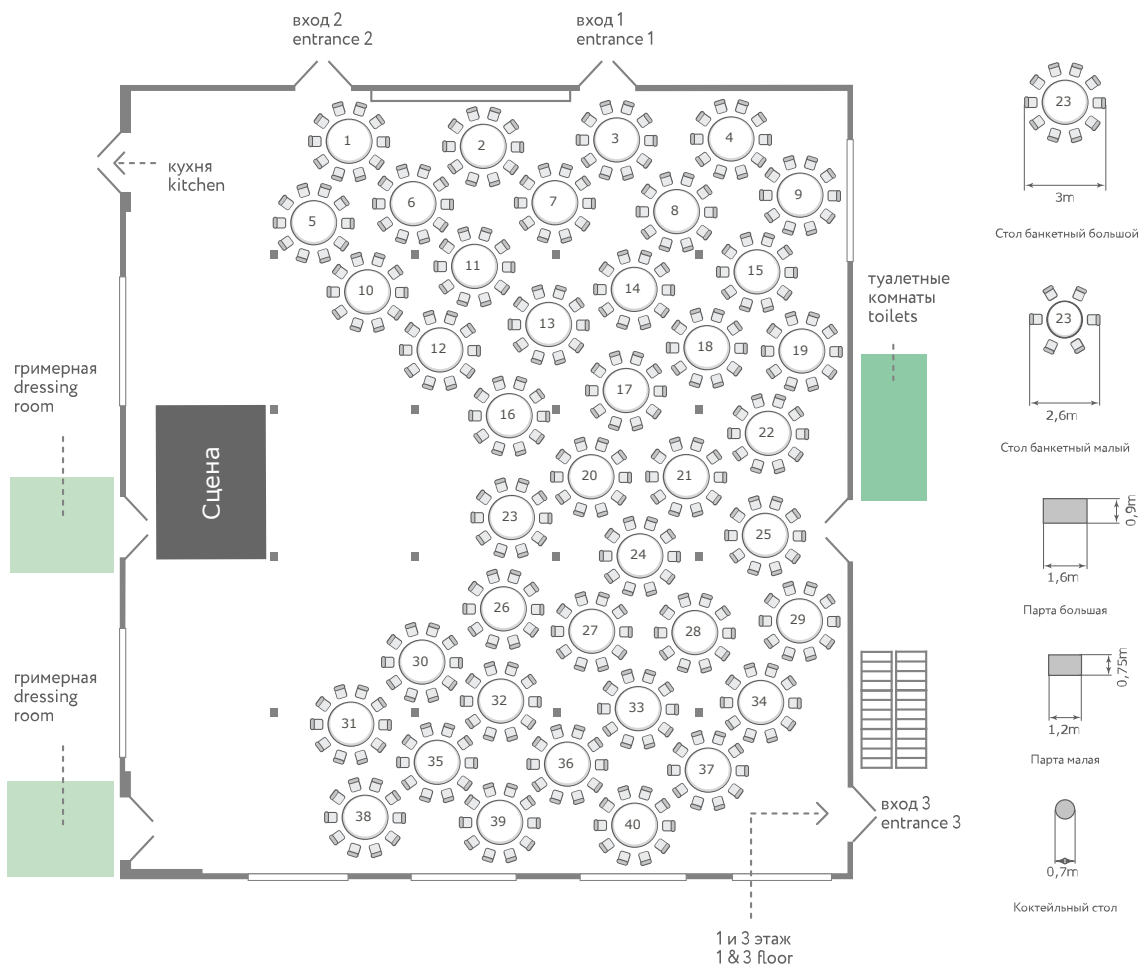 вход 2
entrance 2
вход 1
entrance 1
кухня
kitchen
1
2
3
4
5
6
7
8
9
10
11
12
13
14
15
16
17
18
19
20
21
22
23
24
25
26
27
28
29
30
31
32
33
34
35
36
37
38
39
40
гримерная
dressing
room
Сцена
гримерная
dressing
room
туалетные
комнаты
toilets
вход 3
entrance 3
1 и 3 этаж
1 & 3 floor
23
3m
Стол банкетный большой
23
2,6m
Стол банкетный малый
0,9m
1,6m
Парта большая
0,75m
1,2m
Парта малая
0,7m
Коктейльный стол